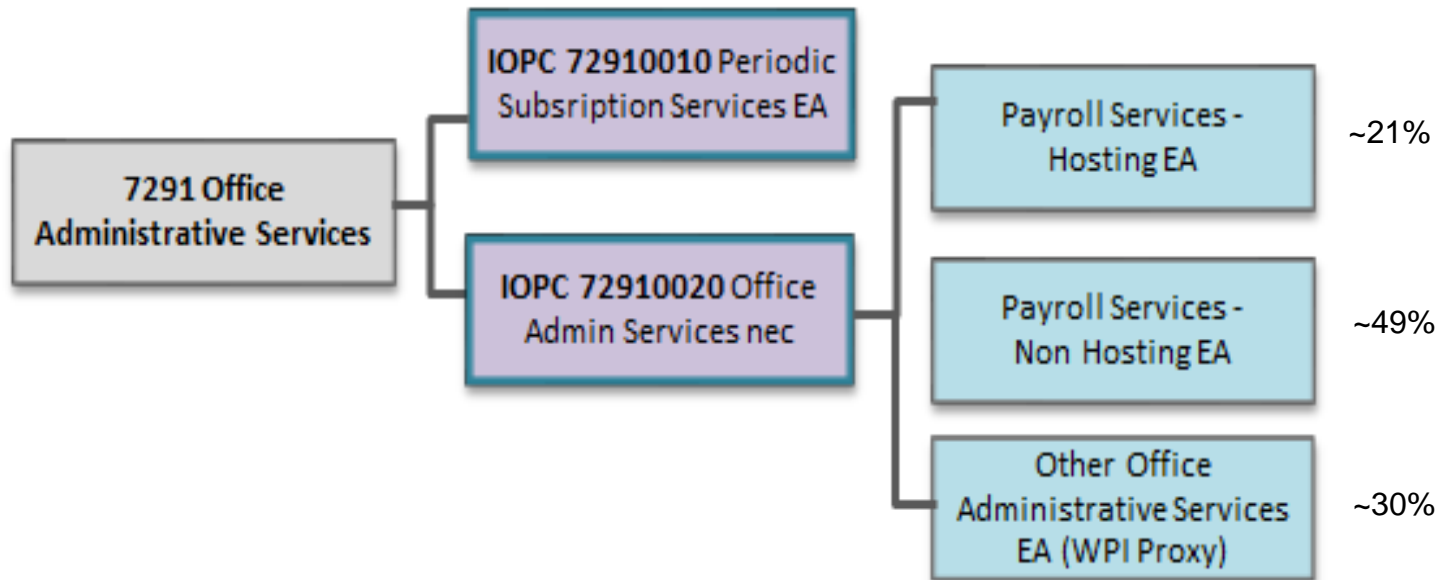 7291 Office
Administrative Services
IOPC 72910010 Periodic
Subsription Services EA
IOPC 72910020 Office
Admin Services nec
Payroll Services -
Hosting EA
~21%
Payroll Services -
Non Hosting EA
~49%
Other Office
Administrative Services
EA (WPI Proxy)
~30%